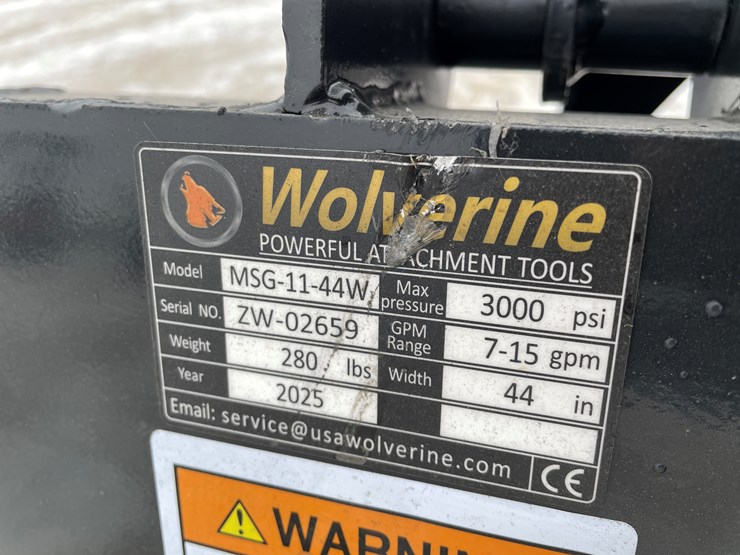 Wolverine
POWERFUL ATTACHMENT TOOLS
Model MSG-11-44W Max pressure 3000 psi
Serial NO. ZW-02659 GPM Range 7-15 gpm
Weight 280 lbs Width 44 in
Year 2025
Email: service@usawolverine.com CE
WARNING